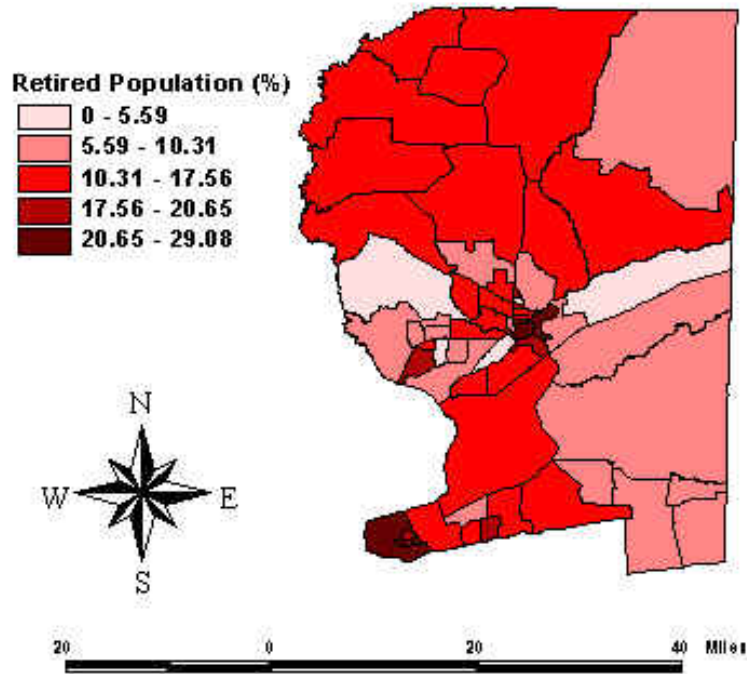 Retired Population (%)
0 - 5.59
5.59 - 10.31
10.31 - 17.56
17.56 - 20.65
20.65 - 29.08
N
W E
S
20 0 20 40 Miles